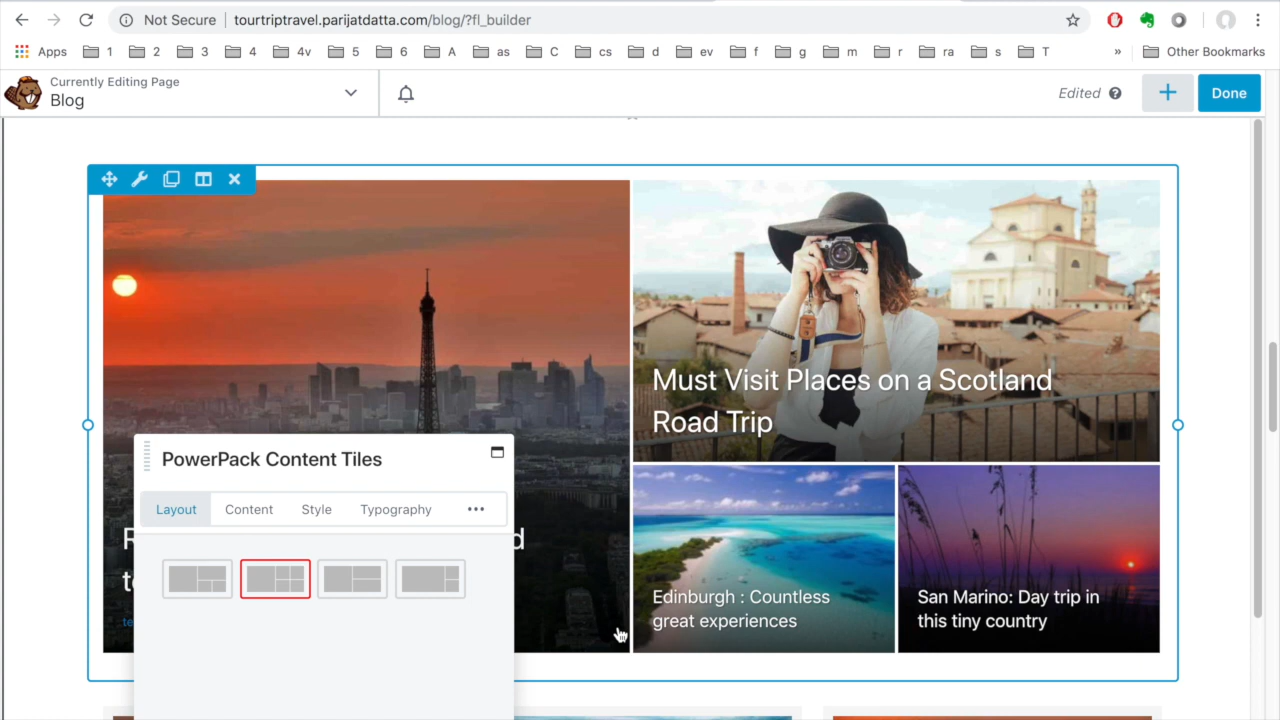 Not Secure | tourtriptravel.parijatdatta.com/blog/?fl_builder
Apps 1 2 3 4 4v 5 6 A as C cs d ev f g m r ra s T » Other Bookmarks
Currently Editing Page
Blog
Edited
Done
Must Visit Places on a Scotland
Road Trip
PowerPack Content Tiles
Layout Content Style Typography •••
Edinburgh : Countless
great experiences
San Marino: Day trip in
this tiny country